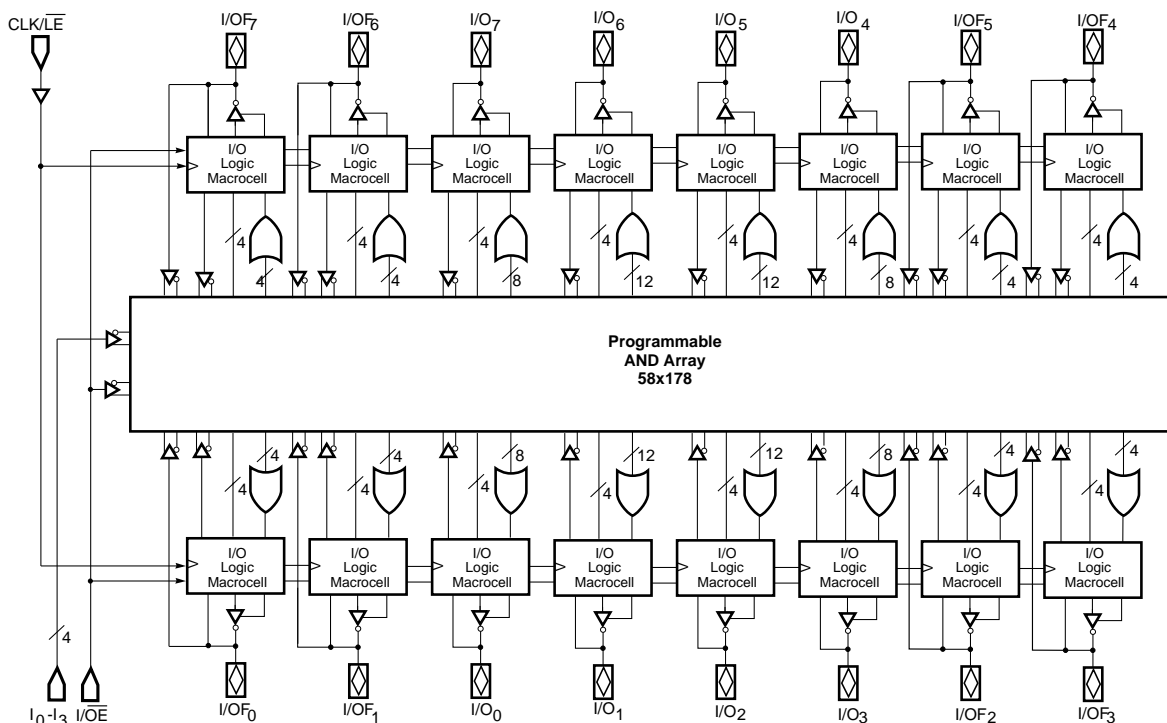 CLK/LE
I/OF7
I/OF6
I/O7
I/O6
I/O5
I/O4
I/OF5
I/OF4
I/O Logic Macrocell
I/O Logic Macrocell
I/O Logic Macrocell
I/O Logic Macrocell
I/O Logic Macrocell
I/O Logic Macrocell
I/O Logic Macrocell
I/O Logic Macrocell
4 4 4 4 4 4 4 4
4 4 8 12 12 8 4 4
Programmable
AND Array
58x178
4 4 8 12 12 8 4 4
4 4 4 4 4 4 4 4
I/O Logic Macrocell
I/O Logic Macrocell
I/O Logic Macrocell
I/O Logic Macrocell
I/O Logic Macrocell
I/O Logic Macrocell
I/O Logic Macrocell
I/O Logic Macrocell
4
I0-I3
I/OE
I/OF0
I/OF1
I/O0
I/O1
I/O2
I/O3
I/OF2
I/OF3